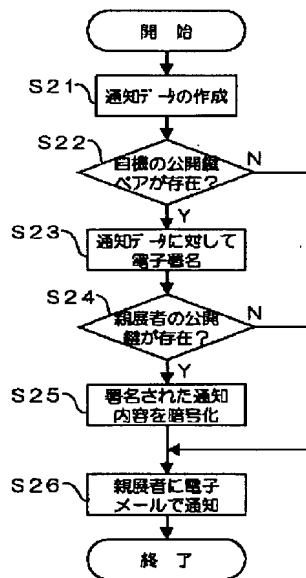 開 始
S21
通知データの作成
S22
自機の公開鍵
ペアが存在?
N
Y
S23
通知データに対して
電子署名
S24
親展者の公開
鍵が存在?
N
Y
S25
署名された通知
内容を暗号化
S26
親展者に電子
メールで通知
終 了